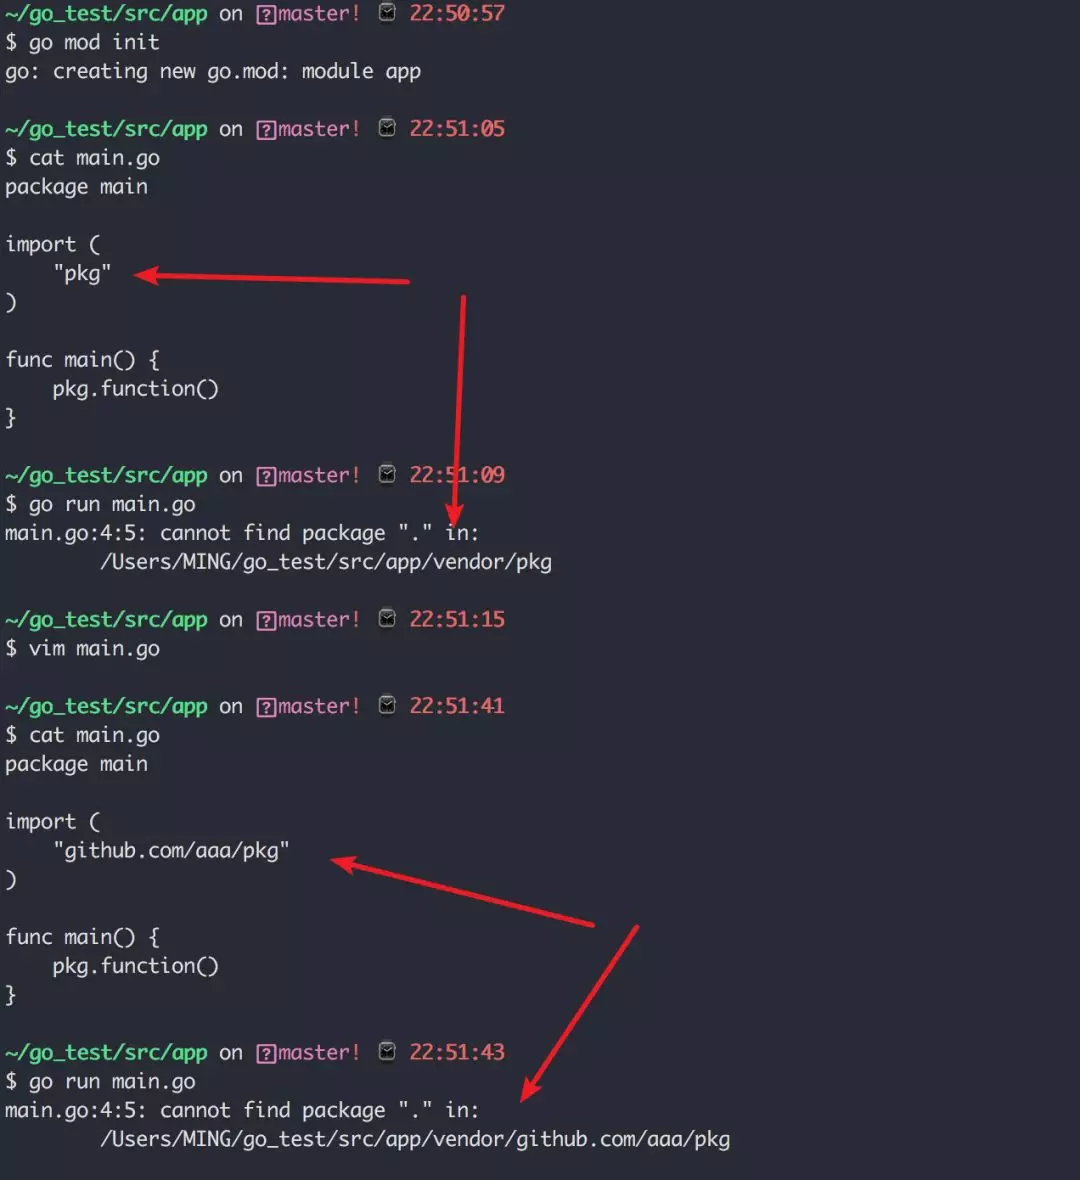 ~/go_test/src/app on ?master! 22:50:57
$ go mod init
go: creating new go.mod: module app
~/go_test/src/app on ?master! 22:51:05
$ cat main.go
package main
import (
"pkg"
)
func main() {
pkg.function()
}
~/go_test/src/app on ?master! 22:51:09
$ go run main.go
main.go:4:5: cannot find package "." in:
/Users/MING/go_test/src/app/vendor/pkg
~/go_test/src/app on ?master! 22:51:15
$ vim main.go
~/go_test/src/app on ?master! 22:51:41
$ cat main.go
package main
import (
"github.com/aaa/pkg"
)
func main() {
pkg.function()
}
~/go_test/src/app on ?master! 22:51:43
$ go run main.go
main.go:4:5: cannot find package "." in:
/Users/MING/go_test/src/app/vendor/github.com/aaa/pkg